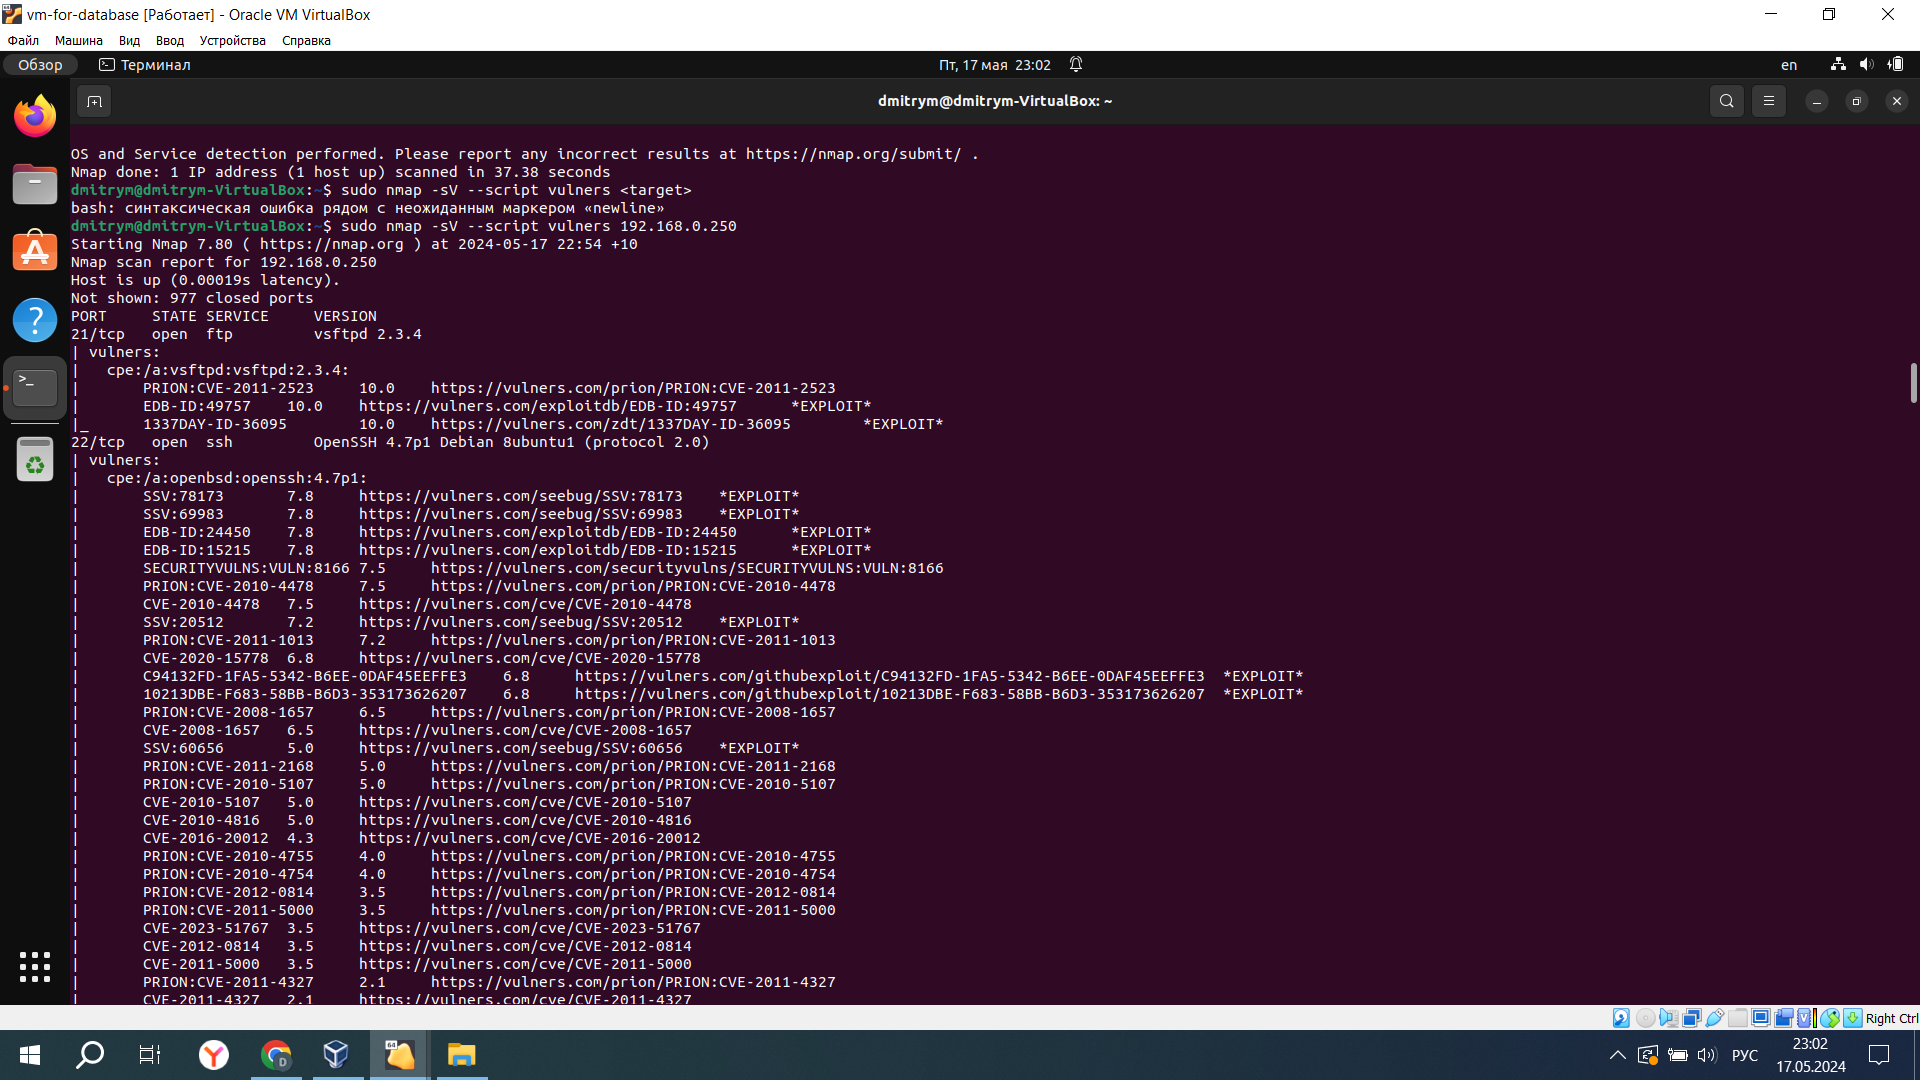 vm-for-database [Работает] - Oracle VM VirtualBox
Файл Машина Вид Ввод Устройства Справка
Обзор Терминал Пт, 17 мая 23:02 en
dmitrym@dmitrym-VirtualBox: ~
OS and Service detection performed. Please report any incorrect results at https://nmap.org/submit/ .
Nmap done: 1 IP address (1 host up) scanned in 37.38 seconds
dmitrym@dmitrym-VirtualBox:~$ sudo nmap -sV --script vulners <target>
bash: синтаксическая ошибка рядом с неожиданным маркером «newline»
dmitrym@dmitrym-VirtualBox:~$ sudo nmap -sV --script vulners 192.168.0.250
Starting Nmap 7.80 ( https://nmap.org ) at 2024-05-17 22:54 +10
Nmap scan report for 192.168.0.250
Host is up (0.00019s latency).
Not shown: 977 closed ports
PORT STATE SERVICE VERSION
21/tcp open ftp vsftpd 2.3.4
| vulners:
| cpe:/a:vsftpd:vsftpd:2.3.4:
| PRION:CVE-2011-2523 10.0 https://vulners.com/prion/PRION:CVE-2011-2523
| EDB-ID:49757 10.0 https://vulners.com/exploitdb/EDB-ID:49757 *EXPLOIT*
|_ 1337DAY-ID-36095 10.0 https://vulners.com/zdt/1337DAY-ID-36095 *EXPLOIT*
22/tcp open ssh OpenSSH 4.7p1 Debian 8ubuntu1 (protocol 2.0)
| vulners:
| cpe:/a:openbsd:openssh:4.7p1:
| SSV:78173 7.8 https://vulners.com/seebug/SSV:78173 *EXPLOIT*
| SSV:69983 7.8 https://vulners.com/seebug/SSV:69983 *EXPLOIT*
| EDB-ID:24450 7.8 https://vulners.com/exploitdb/EDB-ID:24450 *EXPLOIT*
| EDB-ID:15215 7.8 https://vulners.com/exploitdb/EDB-ID:15215 *EXPLOIT*
| SECURITYVULNS:VULN:8166 7.5 https://vulners.com/securityvulns/SECURITYVULNS:VULN:8166
| PRION:CVE-2010-4478 7.5 https://vulners.com/prion/PRION:CVE-2010-4478
| CVE-2010-4478 7.5 https://vulners.com/cve/CVE-2010-4478
| SSV:20512 7.2 https://vulners.com/seebug/SSV:20512 *EXPLOIT*
| PRION:CVE-2011-1013 7.2 https://vulners.com/prion/PRION:CVE-2011-1013
| CVE-2020-15778 6.8 https://vulners.com/cve/CVE-2020-15778
| C94132FD-1FA5-5342-B6EE-0DAF45EEFFE3 6.8 https://vulners.com/githubexploit/C94132FD-1FA5-5342-B6EE-0DAF45EEFFE3 *EXPLOIT*
| 10213DBE-F683-58BB-B6D3-353173626207 6.8 https://vulners.com/githubexploit/10213DBE-F683-58BB-B6D3-353173626207 *EXPLOIT*
| PRION:CVE-2008-1657 6.5 https://vulners.com/prion/PRION:CVE-2008-1657
| CVE-2008-1657 6.5 https://vulners.com/cve/CVE-2008-1657
| SSV:60656 5.0 https://vulners.com/seebug/SSV:60656 *EXPLOIT*
| PRION:CVE-2011-2168 5.0 https://vulners.com/prion/PRION:CVE-2011-2168
| PRION:CVE-2010-5107 5.0 https://vulners.com/prion/PRION:CVE-2010-5107
| CVE-2010-5107 5.0 https://vulners.com/cve/CVE-2010-5107
| CVE-2010-4816 5.0 https://vulners.com/cve/CVE-2010-4816
| CVE-2016-20012 4.3 https://vulners.com/cve/CVE-2016-20012
| PRION:CVE-2010-4755 4.0 https://vulners.com/prion/PRION:CVE-2010-4755
| PRION:CVE-2010-4754 4.0 https://vulners.com/prion/PRION:CVE-2010-4754
| PRION:CVE-2012-0814 3.5 https://vulners.com/prion/PRION:CVE-2012-0814
| PRION:CVE-2011-5000 3.5 https://vulners.com/prion/PRION:CVE-2011-5000
| CVE-2023-51767 3.5 https://vulners.com/cve/CVE-2023-51767
| CVE-2012-0814 3.5 https://vulners.com/cve/CVE-2012-0814
| CVE-2011-5000 3.5 https://vulners.com/cve/CVE-2011-5000
| PRION:CVE-2011-4327 2.1 https://vulners.com/prion/PRION:CVE-2011-4327
| CVE-2011-4327 2.1 https://vulners.com/cve/CVE-2011-4327
Right Ctrl
РУС 23:02
17.05.2024